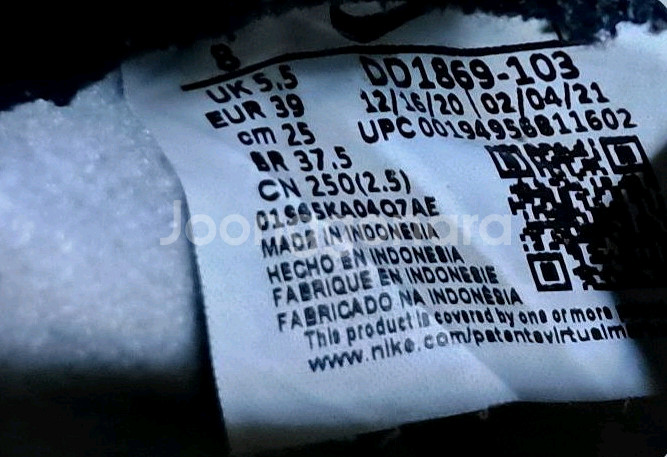 8
UK 5.5
DD1869-103
EUR 39
12/16/20 02/04/21
cm 25
UPC 00194956811602
BR 37.5
CN 250(2.5)
01665KA04Q7AE
MADE IN INDONESIA
HECHO EN INDONESIA
FABRIQUE EN INDONESIE
FABRICADO NA INDONÉSIA
This product is covered by one or more
www.nike.com/patentsvirtualm
Joonggonara